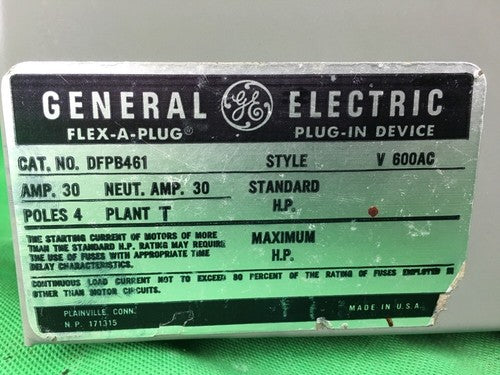 GENERAL GE ELECTRIC
FLEX-A-PLUG® PLUG-IN DEVICE
CAT. NO. DFPB461 STYLE V 600AC
AMP. 30 NEUT. AMP. 30 STANDARD H.P.
POLES 4 PLANT T
THE STARTING CURRENT OF MOTORS OF MORE
THAN THE STANDARD H.P. RATING MAY REQUIRE
THE USE OF FUSES WITH APPROPRIATE TIME
DELAY CHARACTERISTICS.
MAXIMUM H.P.
CONTINUOUS LOAD CURRENT NOT TO EXCEED 80 PERCENT OF THE RATING OF FUSES EMPLOYED IN
OTHER THAN MOTOR CIRCUITS.
PLAINVILLE, CONN. MADE IN U.S.A.
N.P. 171315